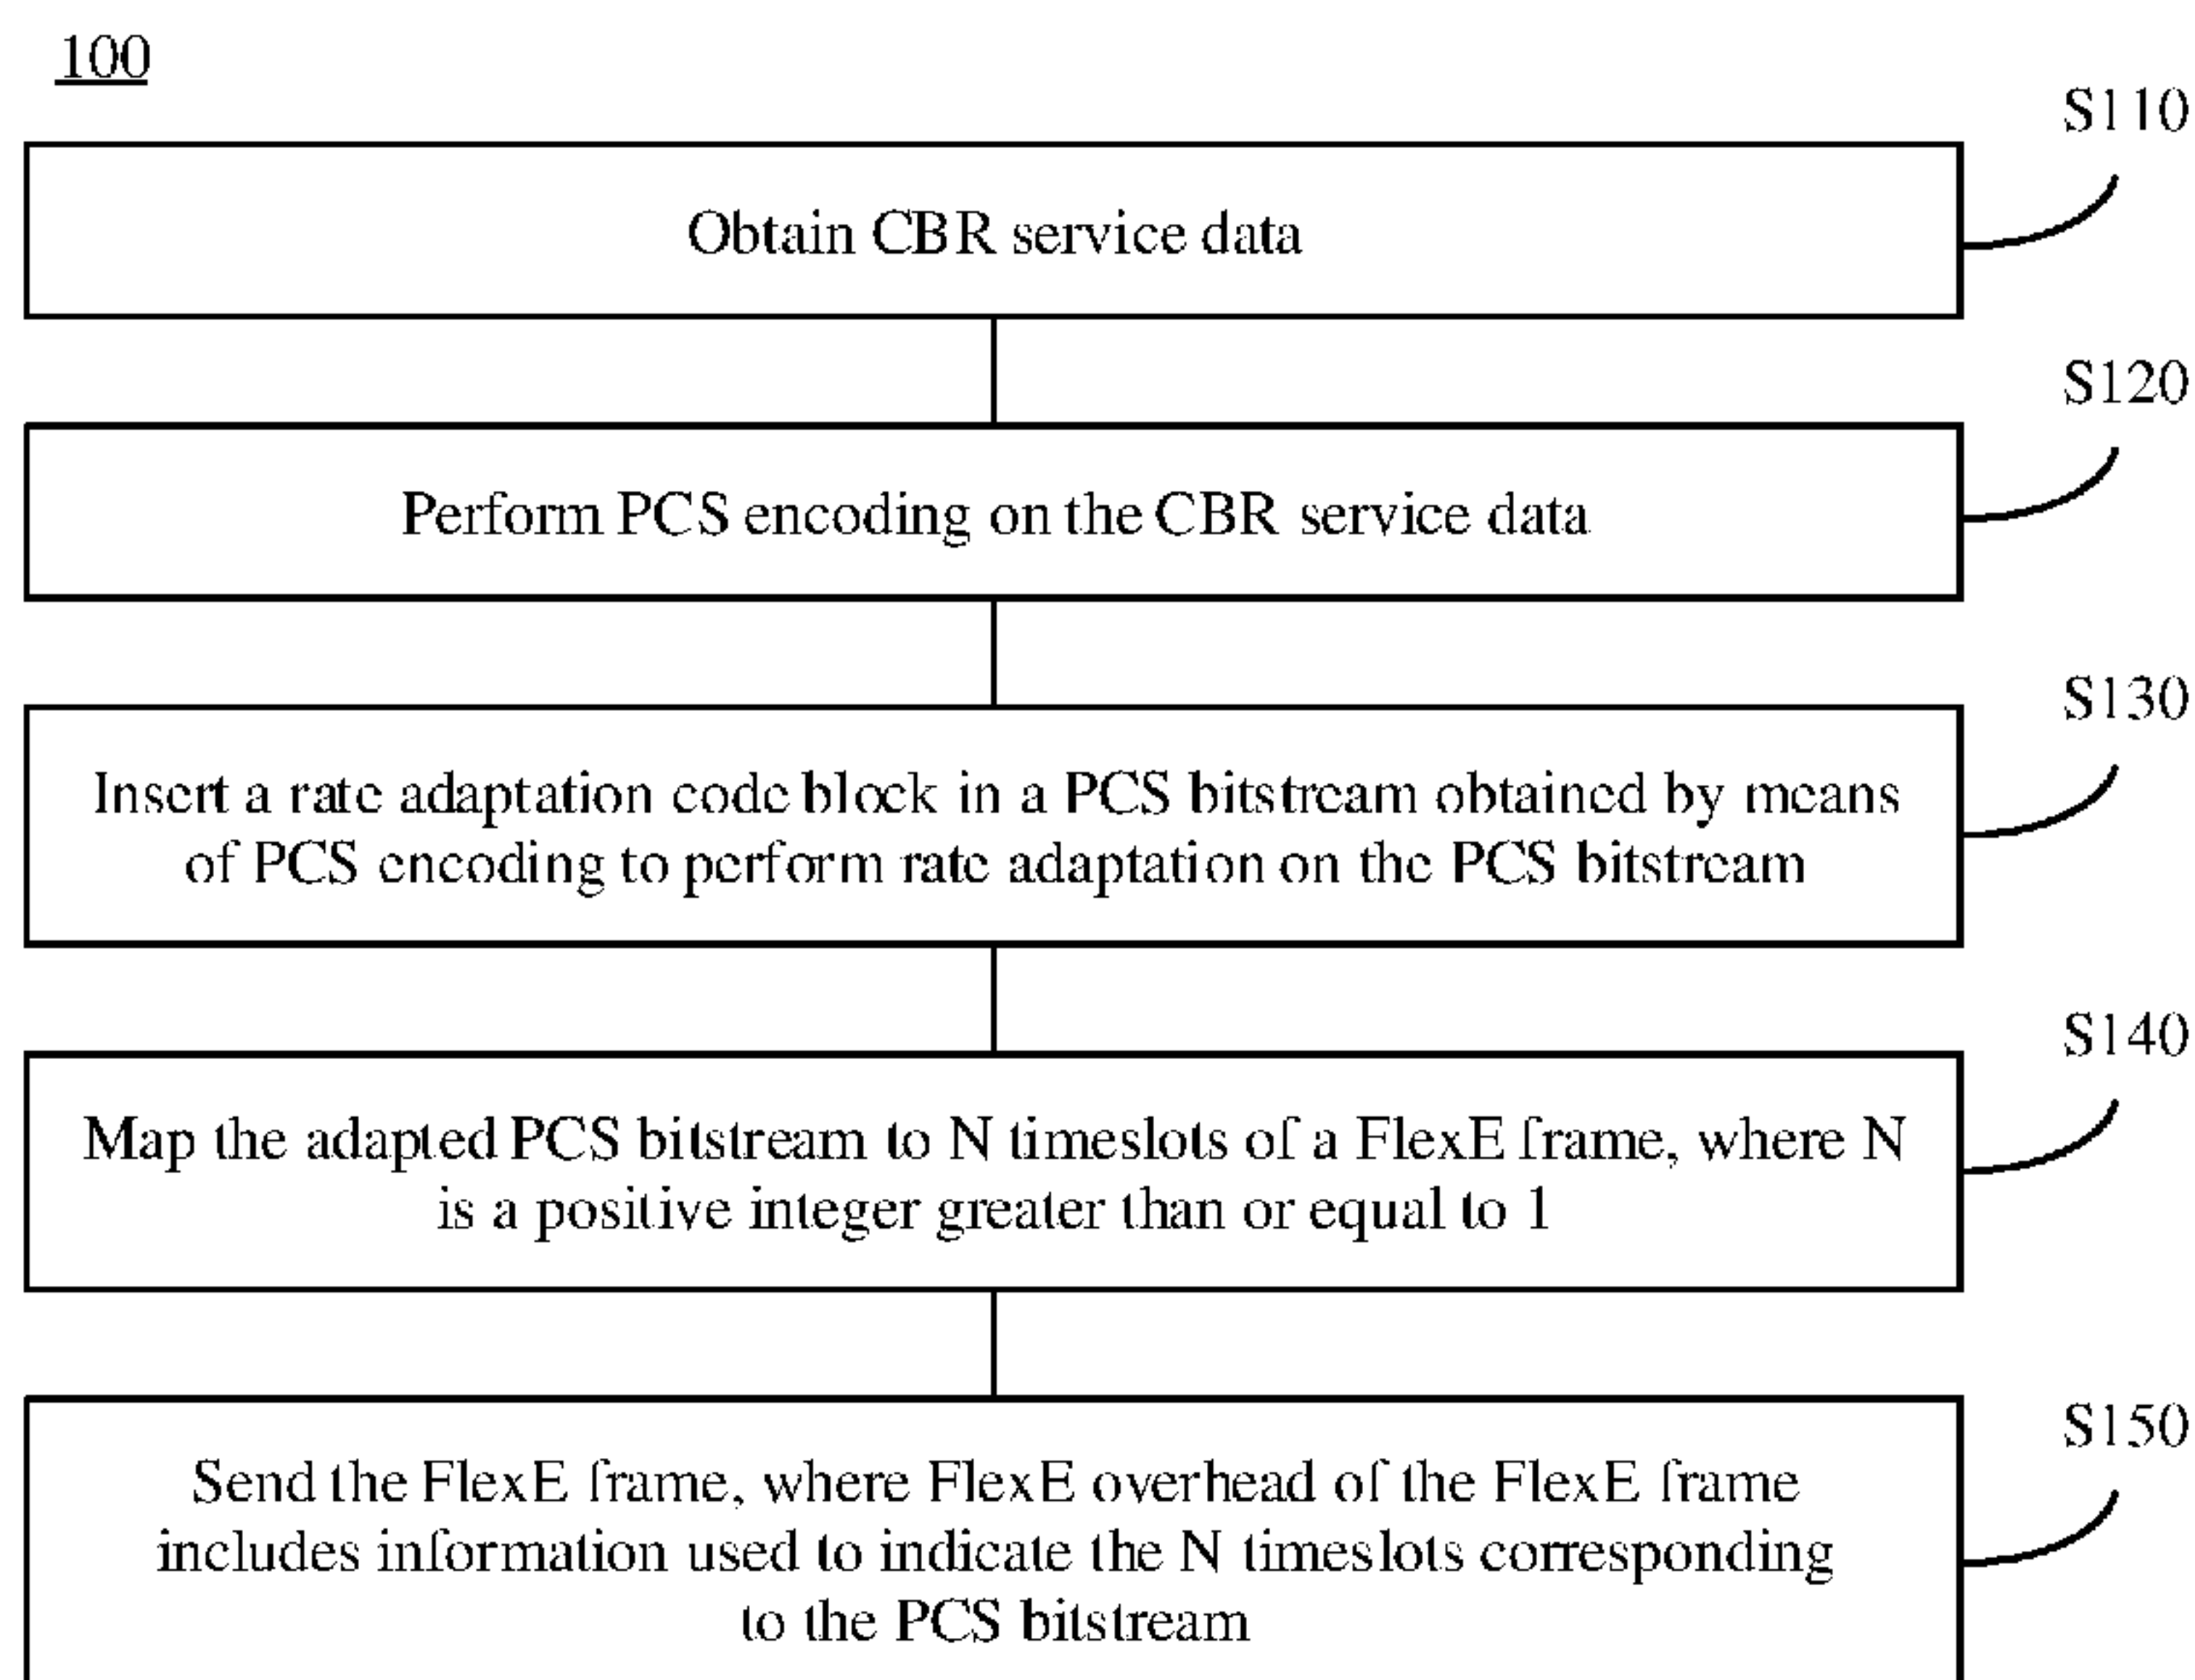 100
S110
Obtain CBR service data
S120
Perform PCS encoding on the CBR service data
S130
Insert a rate adaptation code block in a PCS bitstream obtained by means
of PCS encoding to perform rate adaptation on the PCS bitstream
S140
Map the adapted PCS bitstream to N timeslots of a FlexE frame, where N
is a positive integer greater than or equal to 1
S150
Send the FlexE frame, where FlexE overhead of the FlexE frame
includes information used to indicate the N timeslots corresponding
to the PCS bitstream